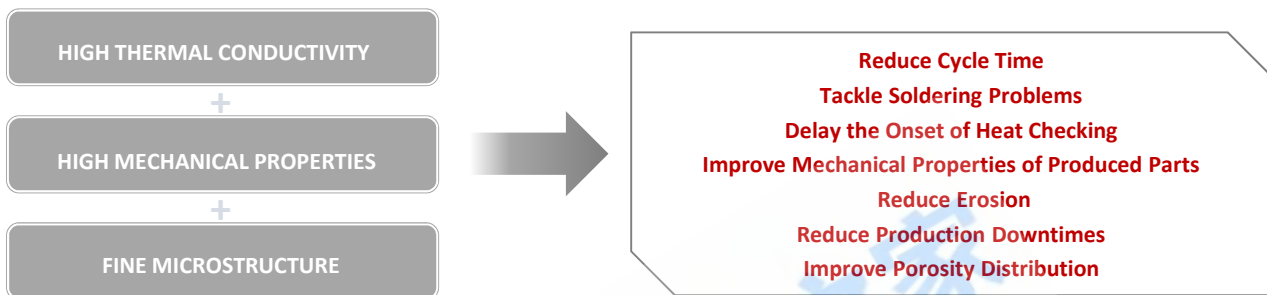 HIGH THERMAL CONDUCTIVITY
+
HIGH MECHANICAL PROPERTIES
+
FINE MICROSTRUCTURE
Reduce Cycle Time
Tackle Soldering Problems
Delay the Onset of Heat Checking
Improve Mechanical Properties of Produced Parts
Reduce Erosion
Reduce Production Downtimes
Improve Porosity Distribution
家